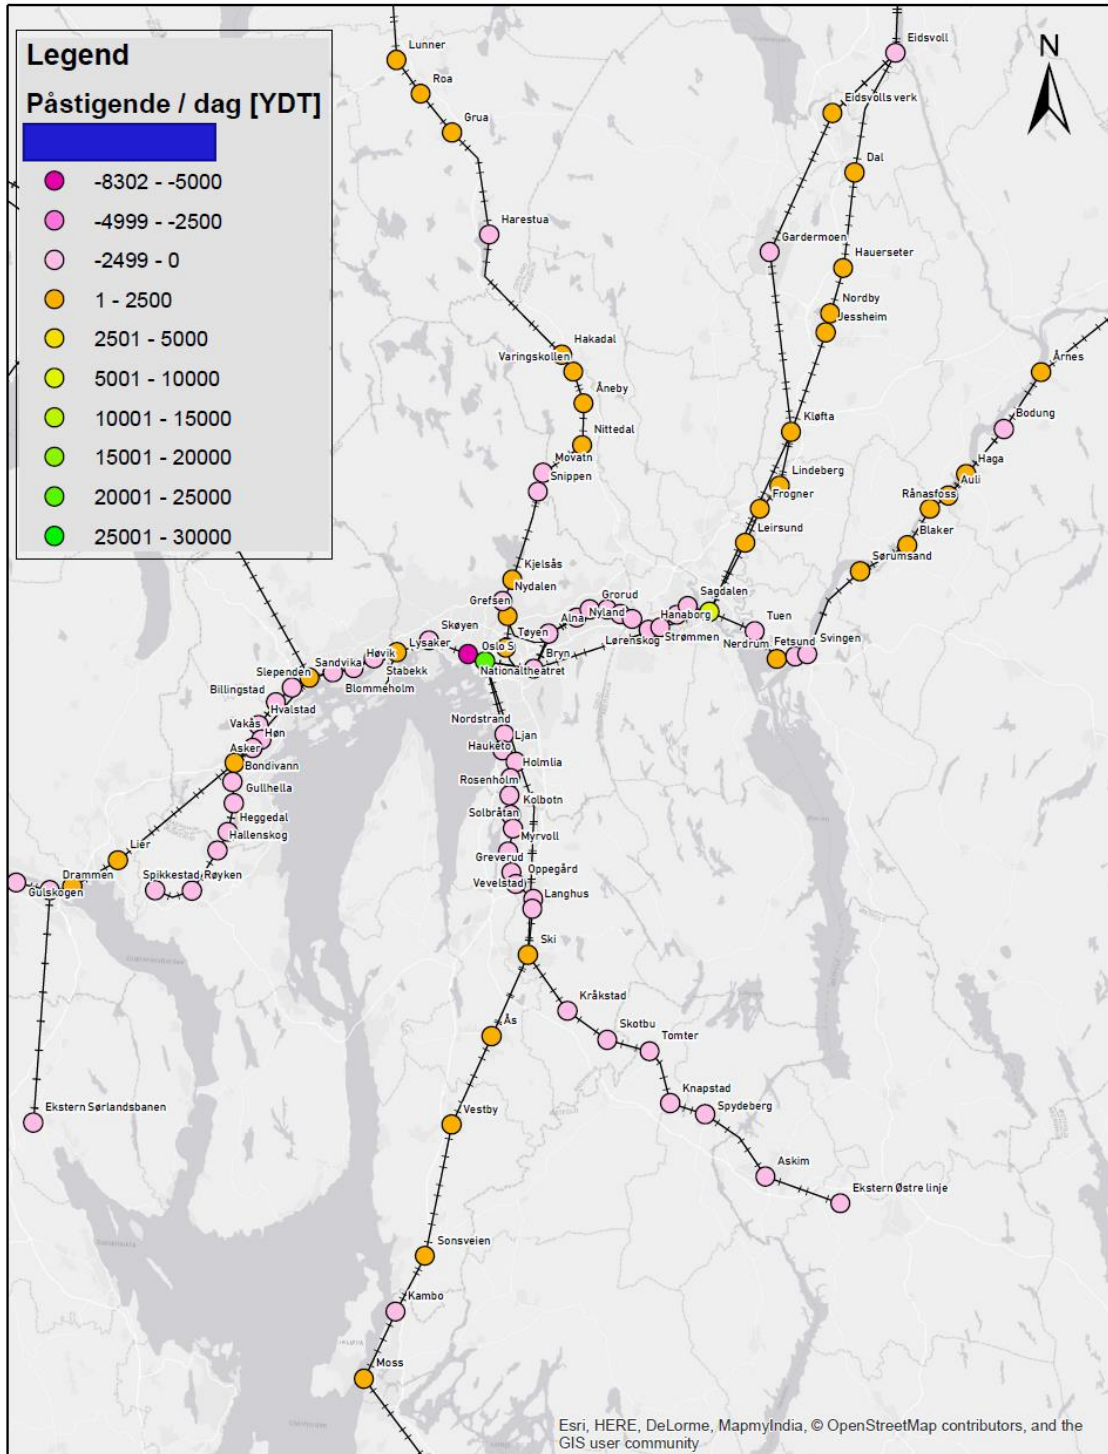 Legend
Påstigende / dag [YDT]
-8302 - -5000
-4999 - -2500
-2499 - 0
1 - 2500
2501 - 5000
5001 - 10000
10001 - 15000
15001 - 20000
20001 - 25000
25001 - 30000
N
Lunner
Roa
Grua
Harestua
Hakadal
Varingskollen
Åneby
Nittedal
Movatn
Snippen
Kjelsås
Nydalen
Grefsen
Eidsvoll
Eidsvolls verk
Dal
Gardermoen
Hauerseter
Nordby
Jessheim
Kløfta
Lindeberg
Frogner
Leirsund
Årnes
Bodung
Haga
Auli
Rånasfoss
Blaker
Sørumsand
Svingen
Fetsund
Nerdrum
Tuen
Sagdalen
Strømmen
Hanaborg
Lørenskog
Grorud
Nyland
Alna
Bryn
Tøyen
Oslo S
Nationaltheatret
Skøyen
Lysaker
Stabekk
Høvik
Blommeholm
Sandvika
Slependen
Billingstad
Hvalstad
Vakås
Høn
Asker
Bondivann
Gullhella
Heggedal
Hallenskog
Røyken
Spikkestad
Lier
Drammen
Gulskogen
Ekstern Sørlandsbanen
Nordstrand
Ljan
Hauketo
Holmlia
Rosenholm
Kolbotn
Solbråtan
Myrvoll
Greverud
Oppegård
Vevelstad
Langhus
Ski
Kråkstad
Skotbu
Tomter
Knapstad
Spydeberg
Askim
Ekstern Østre linje
Ås
Vestby
Sonsveien
Kambo
Moss
Esri, HERE, DeLorme, MapmyIndia, © OpenStreetMap contributors, and the
GIS user community